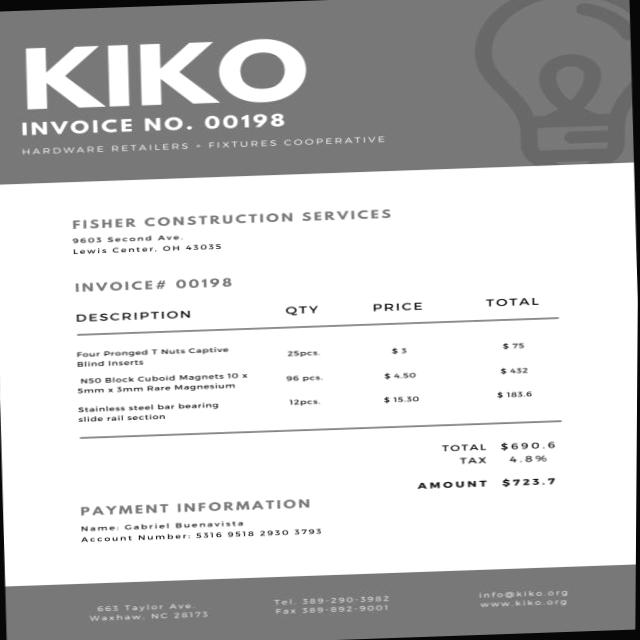 KIKO
INVOICE NO. 00198
HARDWARE RETAILERS + FIXTURES COOPERATIVE
FISHER CONSTRUCTION SERVICES
9603 Second Ave.
Lewis Center, OH 43035
INVOICE# 00198
DESCRIPTION QTY PRICE TOTAL
Four Pronged T Nuts Captive
Blind Inserts 25pcs. $ 3 $ 75
N50 Block Cuboid Magnets 10 x
5mm x 3mm Rare Magnesium 96 pcs. $ 4.50 $ 432
Stainless steel bar bearing
slide rail section 12pcs. $ 15.30 $ 183.6
TOTAL $690.6
TAX 4.8%
AMOUNT $723.7
PAYMENT INFORMATION
Name: Gabriel Buenavista
Account Number: 5316 9518 2930 3793
663 Taylor Ave.
Waxhaw, NC 28173
Tel. 389-290-3982
Fax 389-892-9001
info@kiko.org
www.kiko.org